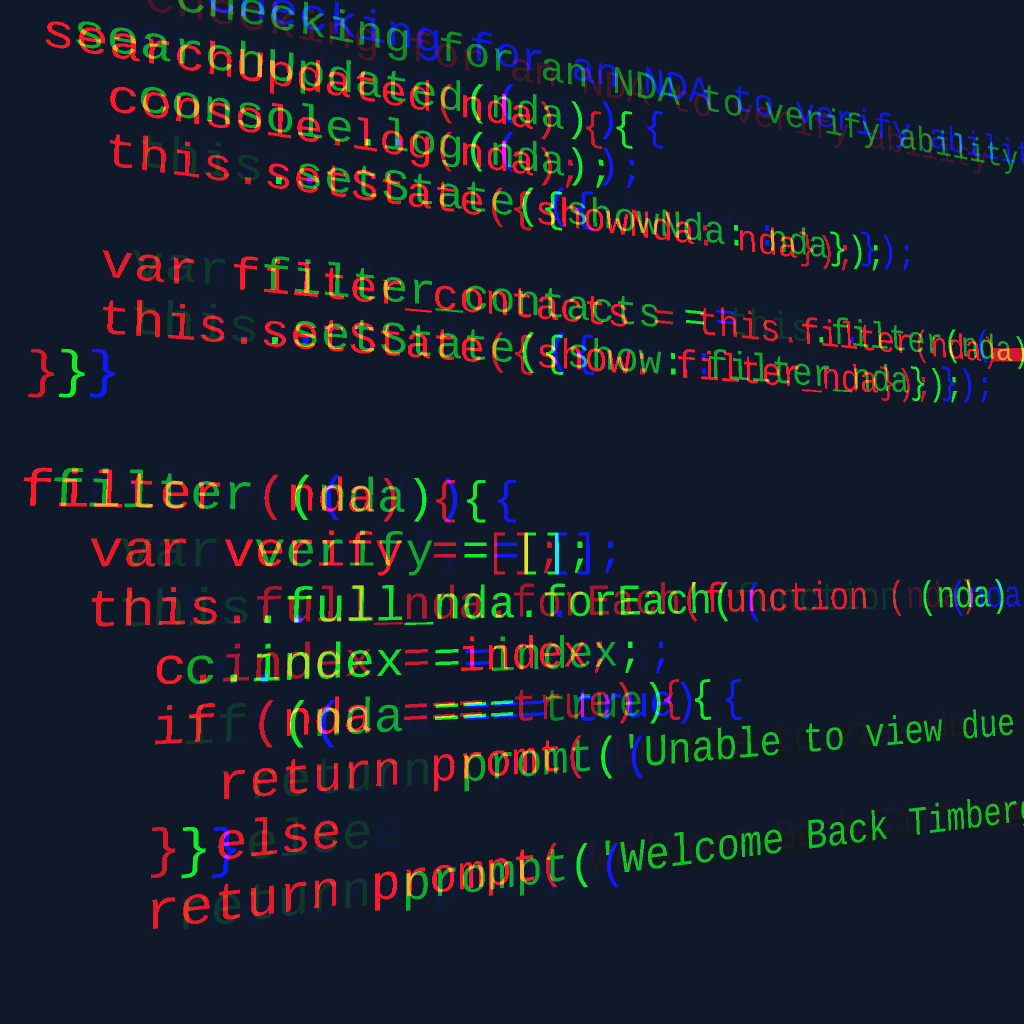 Checking for an NDA to verify ability
searchUpdated(nda){
console.log(nda);
this.setState({showNda: nda});
var filter_contacts = this.filter(nda)
this.setState({show: filter_nda});
}
filter(nda){
var verify=[];
this.full_nda.forEach(function (nda)
c.index=index;
if (nda===true){
return promt('Unable to view due
}else
return prompt('Welcome Back Timber